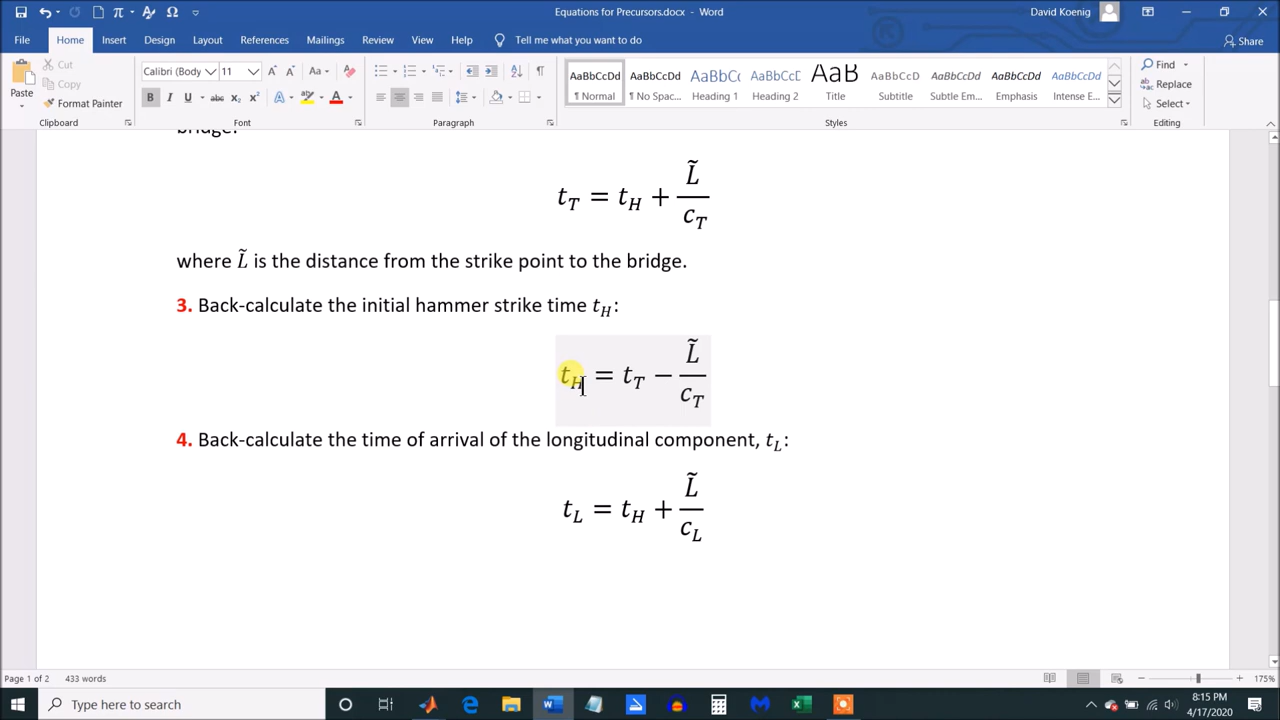 Equations for Precursors.docx - Word
David Koenig
File Home Insert Design Layout References Mailings Review View Help Tell me what you want to do
Share
Paste
Cut
Copy
Format Painter
Clipboard
Calibri (Body 11
Font
Paragraph
AaBbCcDd AaBbCcDd AaBbCc AaBbCc AaB AaBbCcD AaBbCcDd AaBbCcDd AaBbCcDd
¶ Normal ¶ No Spac... Heading 1 Heading 2 Title Subtitle Subtle Em... Emphasis Intense E...
Styles
Find
Replace
Select
Editing
bridge:
t_T = t_H + L̃/c_T
where L̃ is the distance from the strike point to the bridge.
3. Back-calculate the initial hammer strike time t_H:
t_H = t_T − L̃/c_T
4. Back-calculate the time of arrival of the longitudinal component, t_L:
t_L = t_H + L̃/c_L
Page 1 of 2 433 words
175%
Type here to search
8:15 PM
4/17/2020